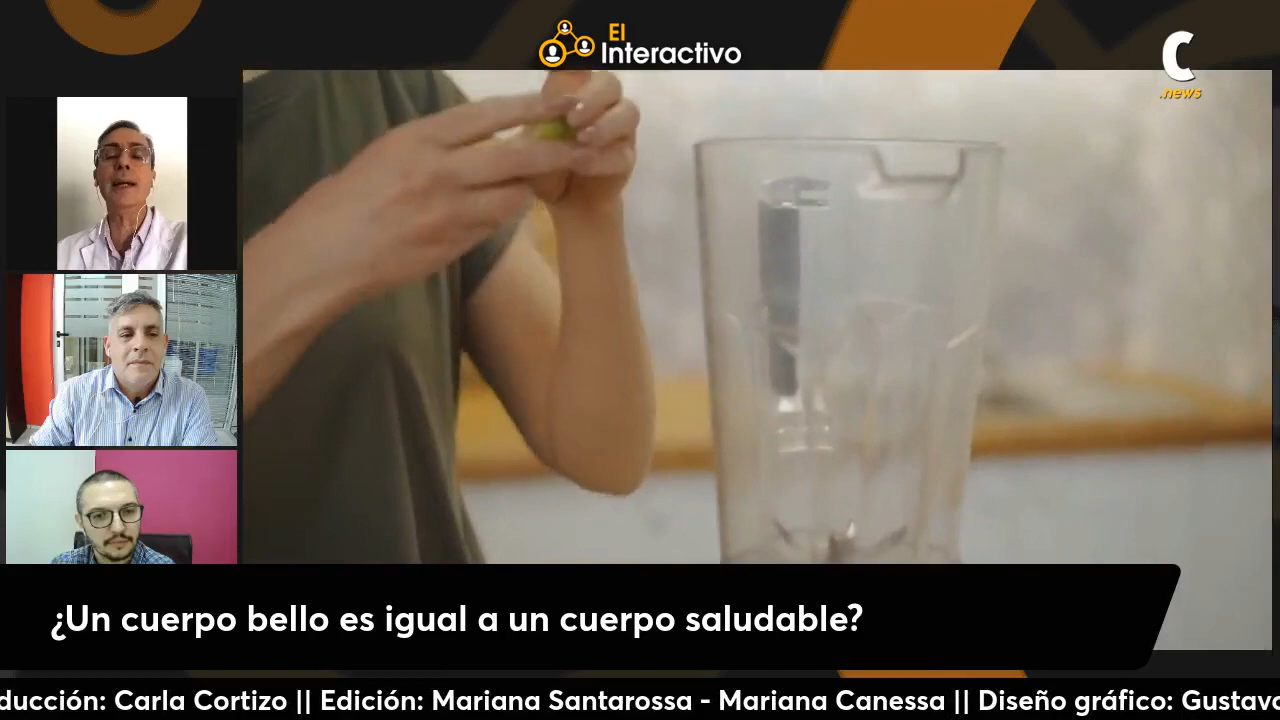 El
Interactivo
C
.news
¿Un cuerpo bello es igual a un cuerpo saludable?
ducción: Carla Cortizo || Edición: Mariana Santarossa - Mariana Canessa || Diseño gráfico: Gustavo